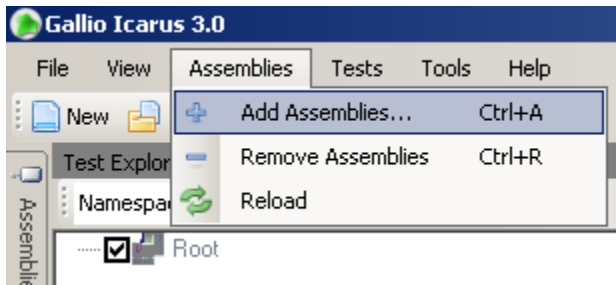 Gallio Icarus 3.0
File View Assemblies Tests Tools Help
New
Add Assemblies... Ctrl+A
Remove Assemblies Ctrl+R
Reload
Test Explor
Namespa
Assemblie
Root